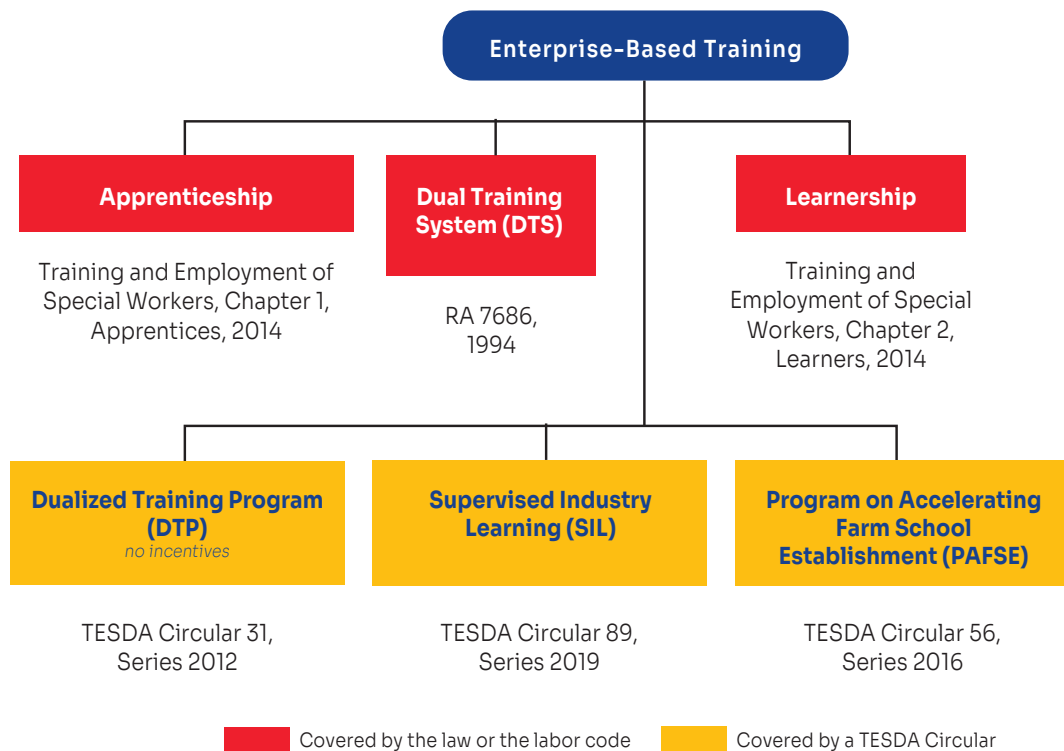 Enterprise-Based Training
Apprenticeship
Training and Employment of
Special Workers, Chapter 1,
Apprentices, 2014
Dual Training
System (DTS)
RA 7686,
1994
Learnership
Training and
Employment of Special
Workers, Chapter 2,
Learners, 2014
Dualized Training Program
(DTP)
no incentives
TESDA Circular 31,
Series 2012
Supervised Industry
Learning (SIL)
TESDA Circular 89,
Series 2019
Program on Accelerating
Farm School
Establishment (PAFSE)
TESDA Circular 56,
Series 2016
Covered by the law or the labor code
Covered by a TESDA Circular